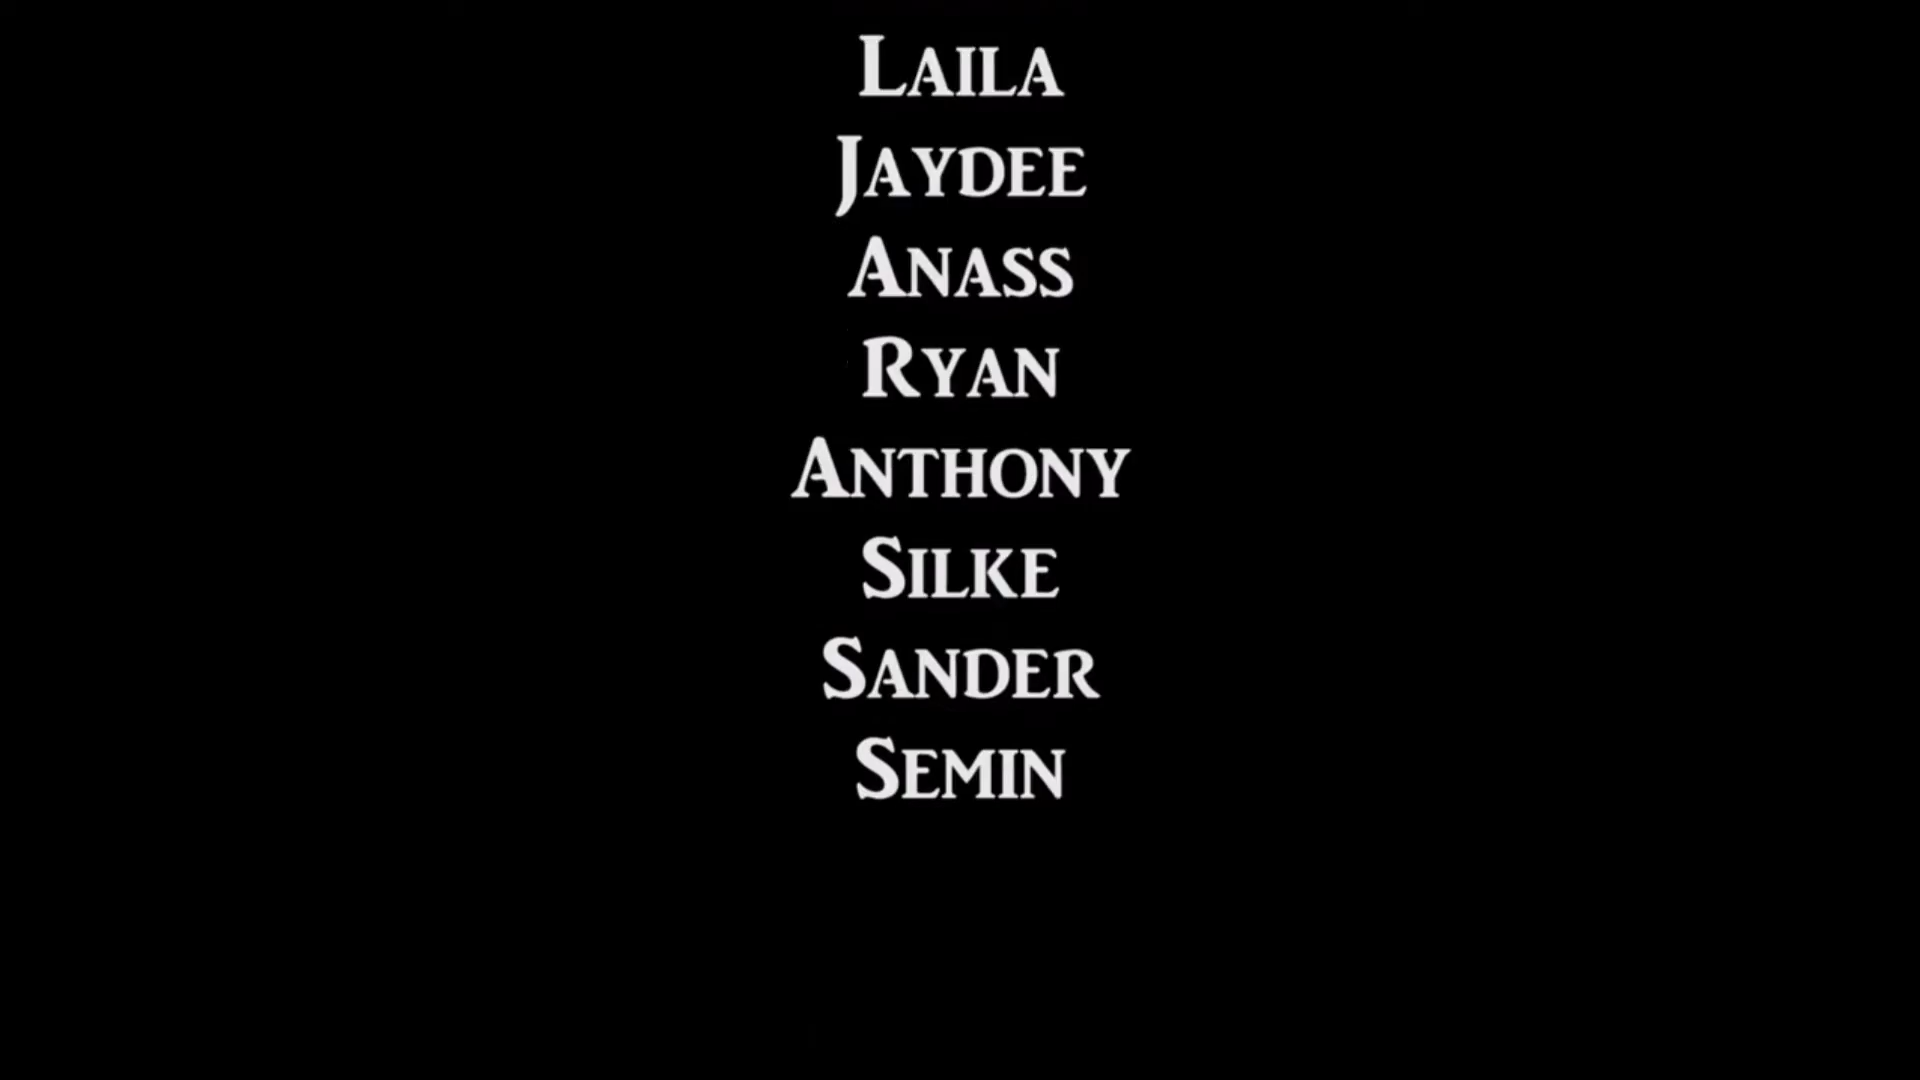 Laila
Jaydee
Anass
Ryan
Anthony
Silke
Sander
Semin